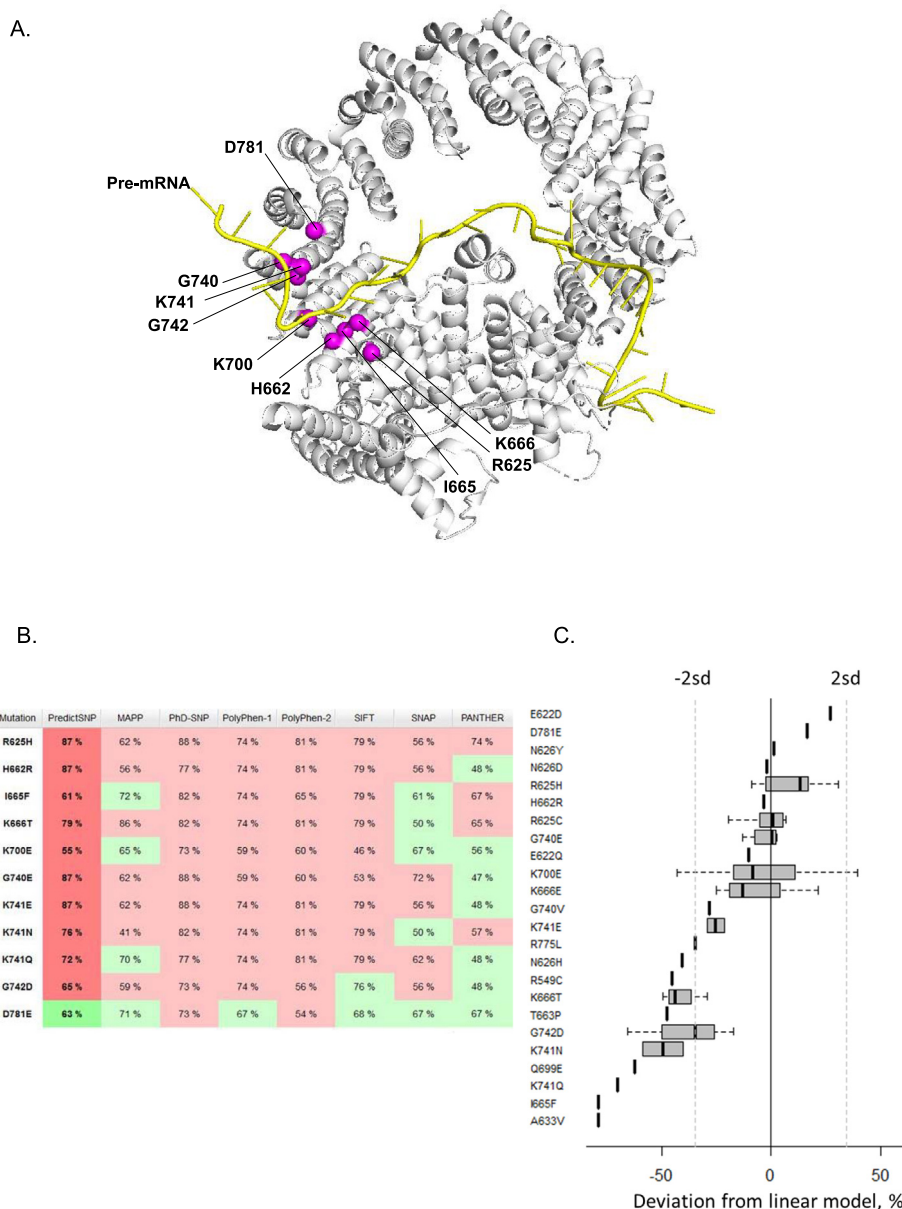 A.
D781
Pre-mRNA
G740
K741
G742
K700
H662
K666
R625
I665
B.
Mutation PredictSNP MAPP PhD-SNP PolyPhen-1 PolyPhen-2 SIFT SNAP PANTHER
R625H 87 % 62 % 88 % 74 % 81 % 79 % 56 % 74 %
H662R 87 % 56 % 77 % 74 % 81 % 79 % 56 % 48 %
I665F 61 % 72 % 82 % 74 % 65 % 79 % 61 % 67 %
K666T 79 % 86 % 82 % 74 % 81 % 79 % 50 % 65 %
K700E 55 % 65 % 73 % 59 % 60 % 46 % 67 % 56 %
G740E 87 % 62 % 88 % 59 % 60 % 53 % 72 % 47 %
K741E 87 % 62 % 88 % 74 % 81 % 79 % 56 % 48 %
K741N 76 % 41 % 82 % 74 % 81 % 79 % 50 % 57 %
K741Q 72 % 70 % 77 % 74 % 81 % 79 % 62 % 48 %
G742D 65 % 59 % 73 % 74 % 56 % 76 % 56 % 48 %
D781E 63 % 71 % 73 % 67 % 54 % 68 % 67 % 67 %
C.
-2sd 2sd
E622D
D781E
N626Y
N626D
R625H
H662R
R625C
G740E
E622Q
K700E
K666E
G740V
K741E
R775L
N626H
R549C
K666T
T663P
G742D
K741N
Q699E
K741Q
I665F
A633V
-50 0 50
Deviation from linear model, %